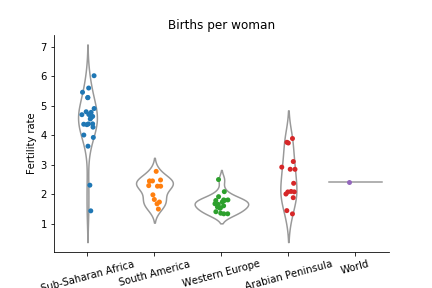 Births per woman
Fertility rate
7
6
5
4
3
2
1
Sub-Saharan Africa
South America
Western Europe
Arabian Peninsula
World